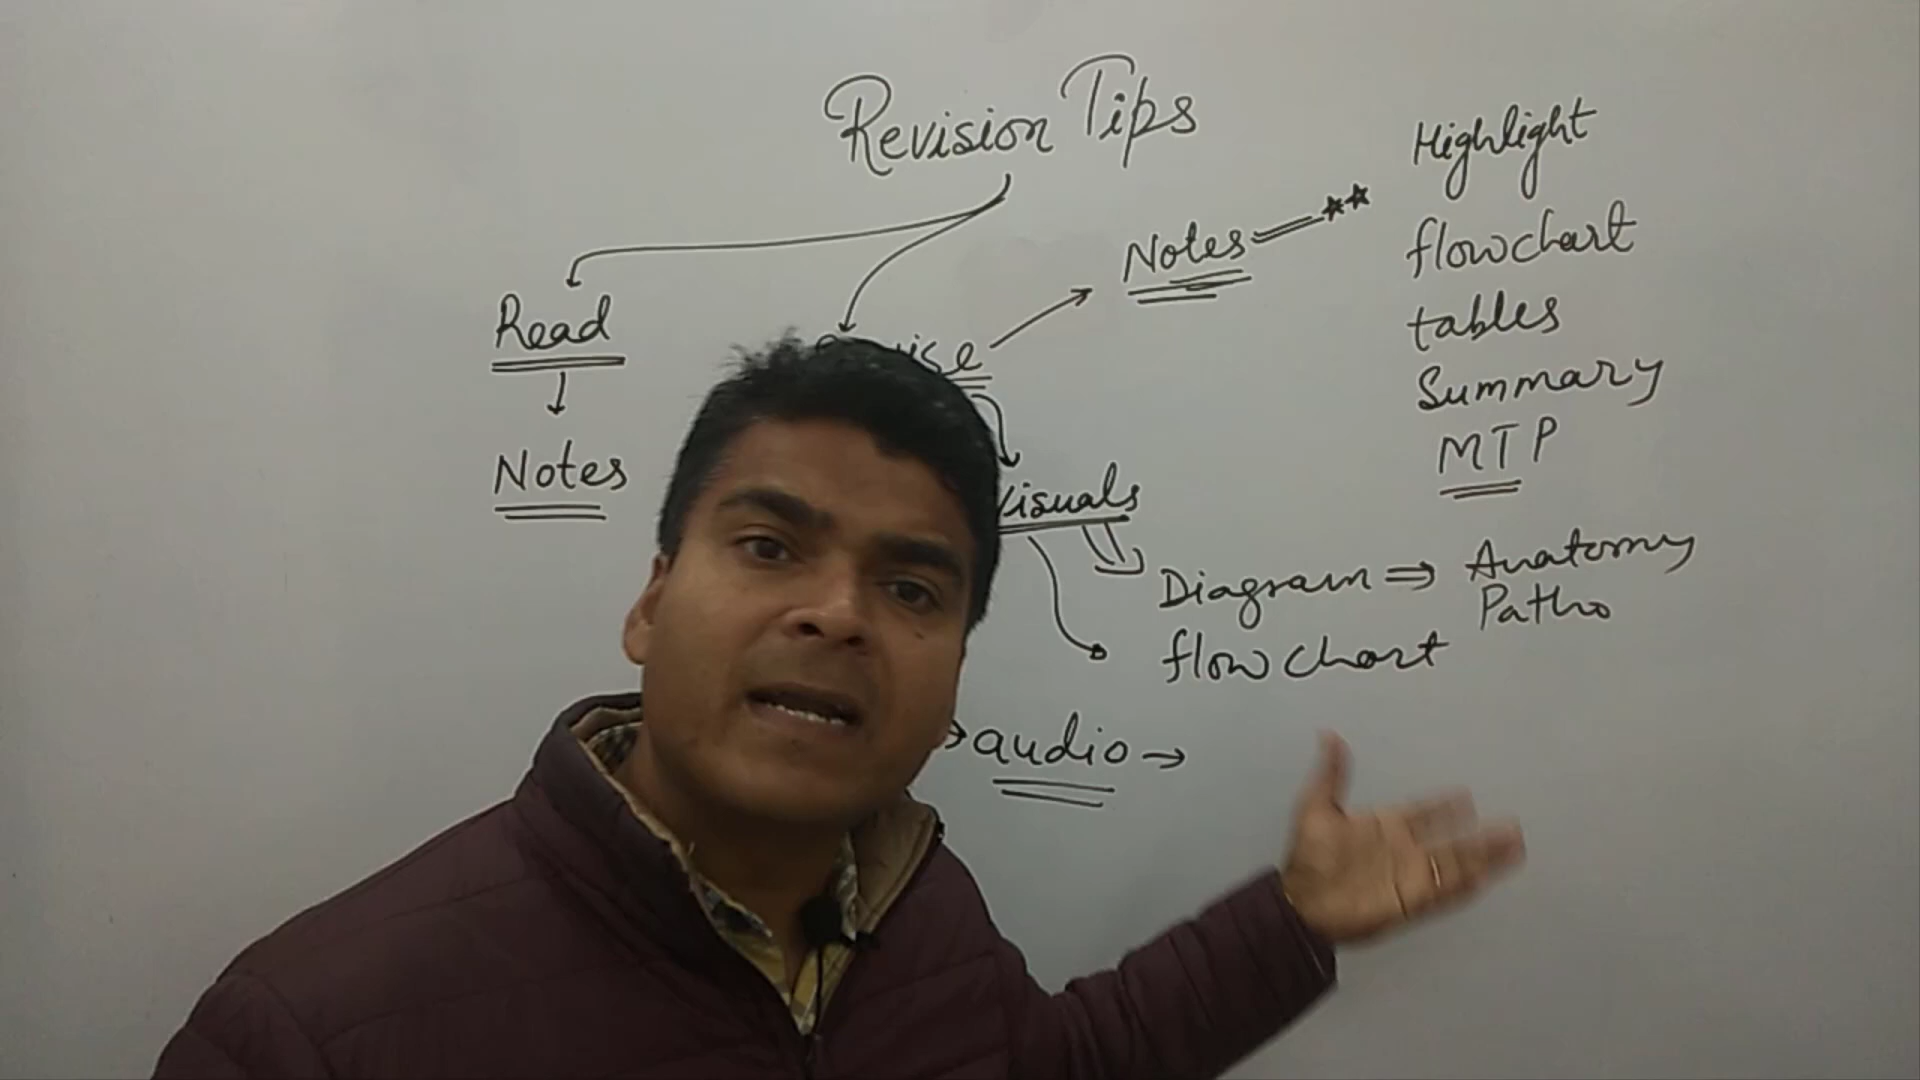 Revision Tips
Highlight
flowchart
tables
Summary
MTP
Notes
Read
Notes
Visuals
Diagram ⇒ Anatomy
Patho
flow chart
→ audio →